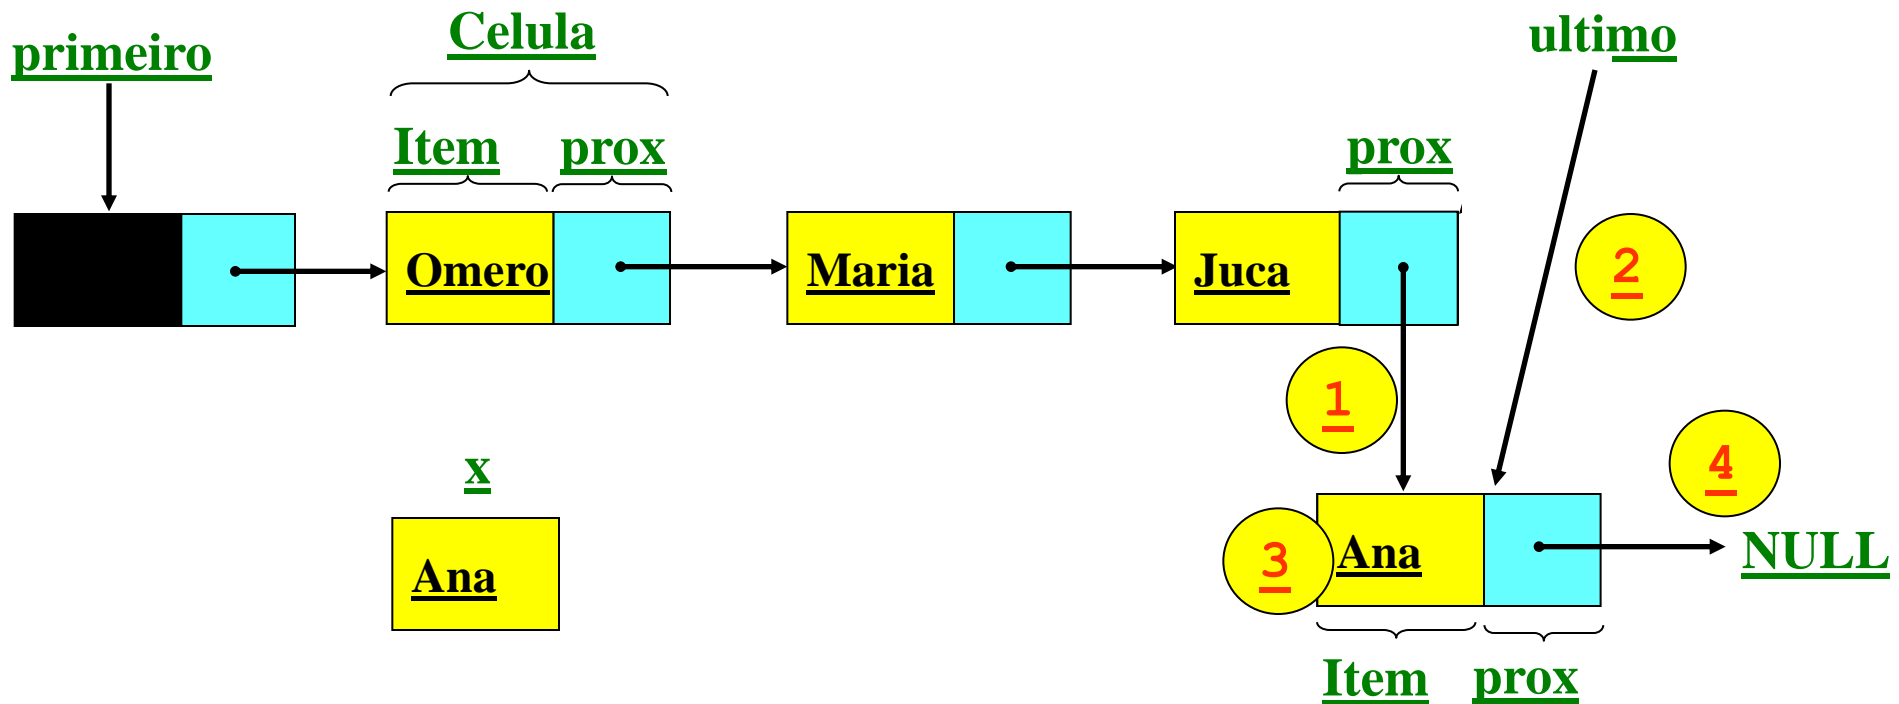 primeiro
Celula
ultimo
Item prox
prox
Omero
Maria
Juca
2
1
x
4
Ana
3
Ana
NULL
Item prox